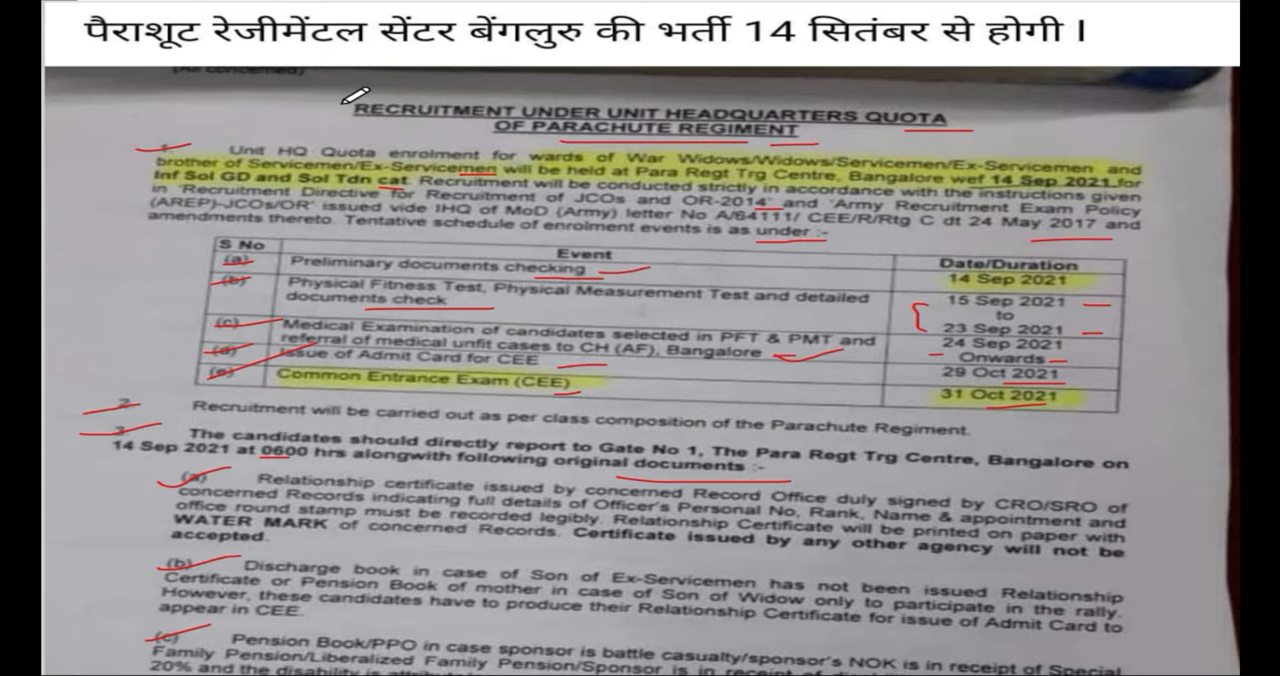 पैराशूट रेजीमेंटल सेंटर बेंगलुरु की भर्ती 14 सितंबर से होगी।
(All concerned)
RECRUITMENT UNDER UNIT HEADQUARTERS QUOTA
OF PARACHUTE REGIMENT
1. Unit HQ Quota enrolment for wards of War Widows/Widows/Servicemen/Ex-Servicemen and
brother of Servicemen/Ex-Servicemen will be held at Para Regt Trg Centre, Bangalore wef 14 Sep 2021 for
Inf Sol GD and Sol Tdn cat. Recruitment will be conducted strictly in accordance with the instructions given
in 'Recruitment Directive for Recruitment of JCOs and OR-2014' and 'Army Recruitment Exam Policy
(AREP)-JCOs/OR' issued vide IHQ of MoD (Army) letter No A/64111/ CEE/R/Rtg C dt 24 May 2017 and
amendments thereto. Tentative schedule of enrolment events is as under :-
S No Event Date/Duration
(a) Preliminary documents checking 14 Sep 2021
(b) Physical Fitness Test, Physical Measurement Test and detailed documents check 15 Sep 2021 to 23 Sep 2021
(c) Medical Examination of candidates selected in PFT & PMT and referral of medical unfit cases to CH (AF), Bangalore 24 Sep 2021 Onwards
(d) Issue of Admit Card for CEE 29 Oct 2021
(e) Common Entrance Exam (CEE) 31 Oct 2021
2. Recruitment will be carried out as per class composition of the Parachute Regiment.
3. The candidates should directly report to Gate No 1, The Para Regt Trg Centre, Bangalore on
14 Sep 2021 at 0600 hrs alongwith following original documents :-
(a) Relationship certificate issued by concerned Record Office duly signed by CRO/SRO of
concerned Records indicating full details of Officer's Personal No, Rank, Name & appointment and
office round stamp must be recorded legibly. Relationship Certificate will be printed on paper with
WATER MARK of concerned Records. Certificate issued by any other agency will not be
accepted.
(b) Discharge book in case of Son of Ex-Servicemen has not been issued Relationship
Certificate or Pension Book of mother in case of Son of Widow only to participate in the rally.
However, these candidates have to produce their Relationship Certificate for issue of Admit Card to
appear in CEE.
(c) Pension Book/PPO in case sponsor is battle casualty/sponsor's NOK is in receipt of Special
Family Pension/Liberalized Family Pension/Sponsor is in receipt of
20% and the disability is